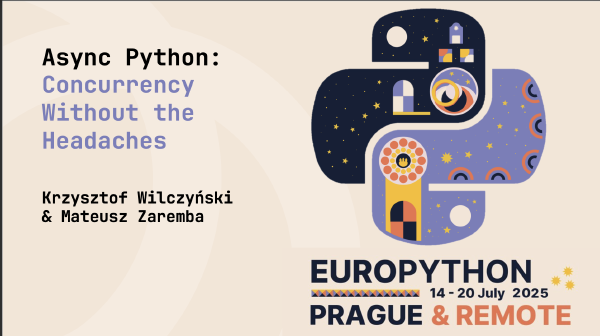 Async Python:
Concurrency
Without the
Headaches
Krzysztof Wilczyński
& Mateusz Zaremba
EUROPYTHON
14 - 20 July 2025
PRAGUE & REMOTE